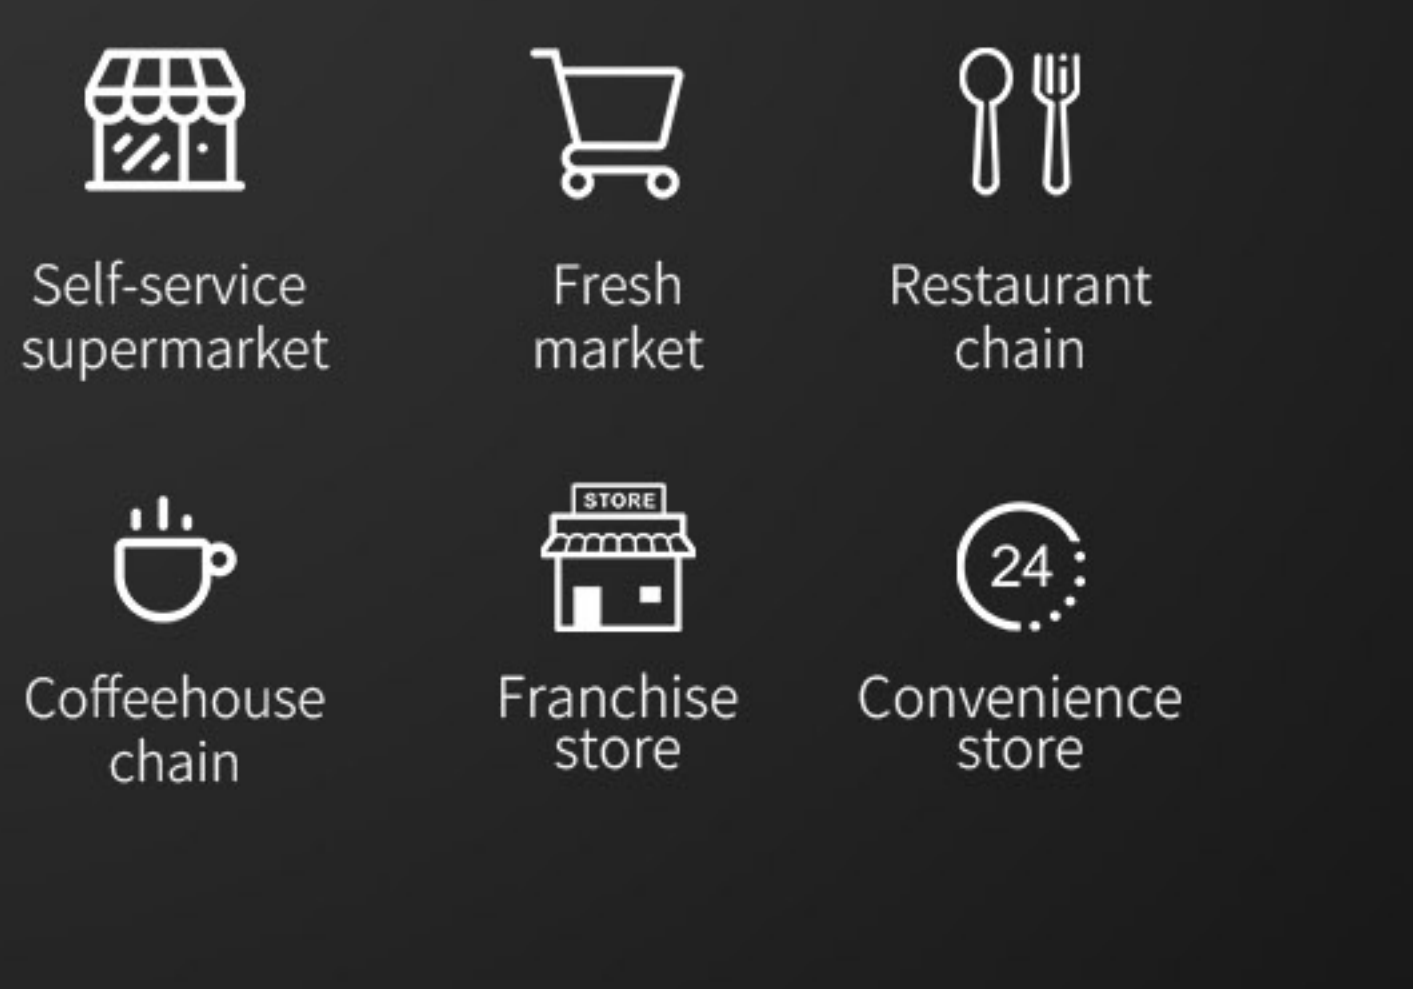 Self-service
supermarket
Fresh
market
Restaurant
chain
Coffeehouse
chain
STORE
Franchise
store
24
Convenience
store